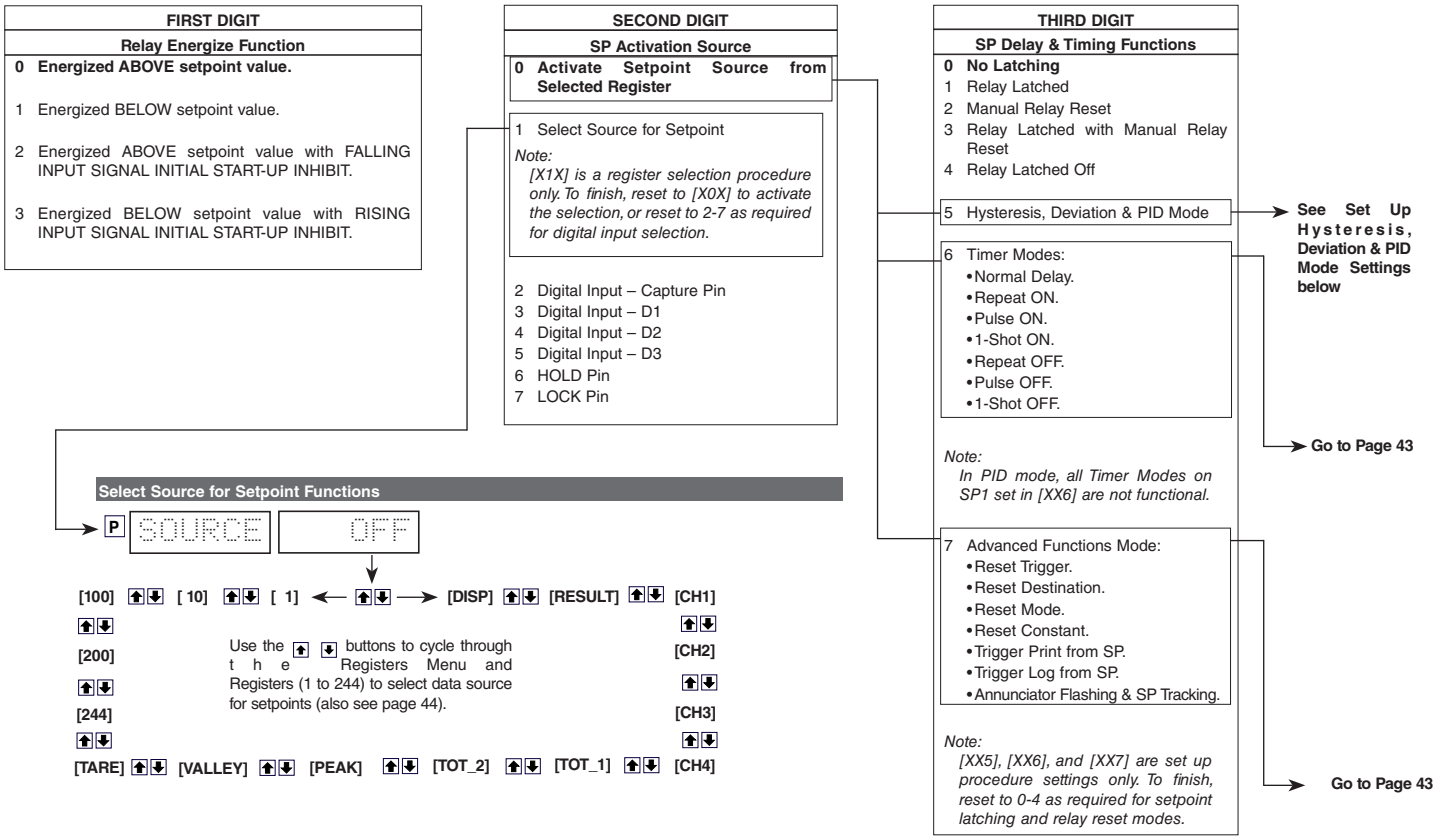 FIRST DIGIT
Relay Energize Function
0 Energized ABOVE setpoint value.
1 Energized BELOW setpoint value.
2 Energized ABOVE setpoint value with FALLING
INPUT SIGNAL INITIAL START-UP INHIBIT.
3 Energized BELOW setpoint value with RISING
INPUT SIGNAL INITIAL START-UP INHIBIT.
SECOND DIGIT
SP Activation Source
0 Activate Setpoint Source from
Selected Register
1 Select Source for Setpoint
Note:
[X1X] is a register selection procedure
only. To finish, reset to [X0X] to activate
the selection, or reset to 2-7 as required
for digital input selection.
2 Digital Input – Capture Pin
3 Digital Input – D1
4 Digital Input – D2
5 Digital Input – D3
6 HOLD Pin
7 LOCK Pin
THIRD DIGIT
SP Delay & Timing Functions
0 No Latching
1 Relay Latched
2 Manual Relay Reset
3 Relay Latched with Manual Relay
Reset
4 Relay Latched Off
5 Hysteresis, Deviation & PID Mode
See Set Up
Hysteresis,
Deviation & PID
Mode Settings
below
6 Timer Modes:
•Normal Delay.
•Repeat ON.
•Pulse ON.
•1-Shot ON.
•Repeat OFF.
•Pulse OFF.
•1-Shot OFF.
Go to Page 43
Note:
In PID mode, all Timer Modes on
SP1 set in [XX6] are not functional.
7 Advanced Functions Mode:
•Reset Trigger.
•Reset Destination.
•Reset Mode.
•Reset Constant.
•Trigger Print from SP.
•Trigger Log from SP.
•Annunciator Flashing & SP Tracking.
Note:
[XX5], [XX6], and [XX7] are set up
procedure settings only. To finish,
reset to 0-4 as required for setpoint
latching and relay reset modes.
Go to Page 43
Select Source for Setpoint Functions
P SOURCE OFF
[100] [ 10] [ 1] [DISP] [RESULT] [CH1]
[200] [CH2]
[244] [CH3]
[TARE] [VALLEY] [PEAK] [TOT_2] [TOT_1] [CH4]
Use the buttons to cycle through
the Registers Menu and
Registers (1 to 244) to select data source
for setpoints (also see page 44).